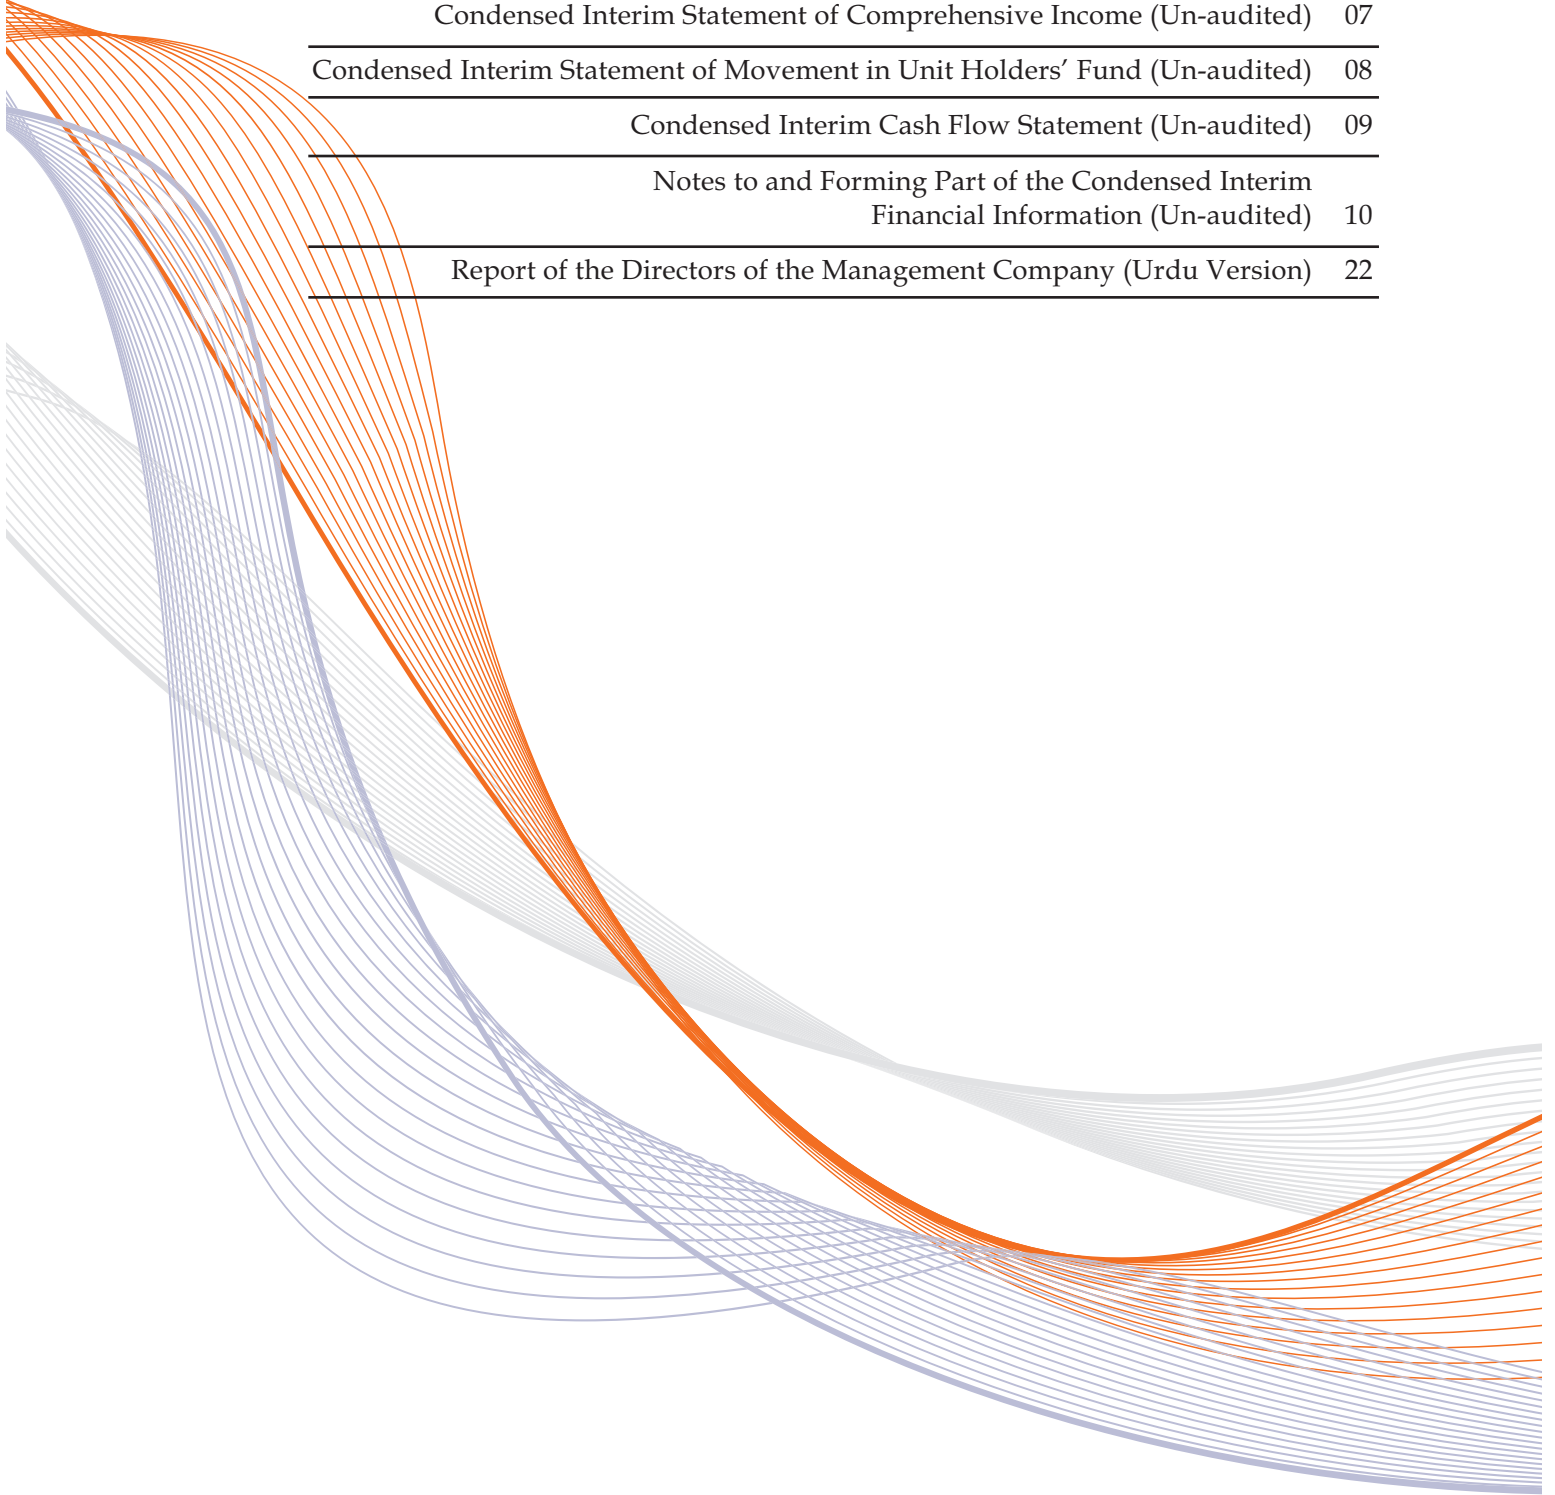 Condensed Interim Statement of Comprehensive Income (Un-audited) 07
Condensed Interim Statement of Movement in Unit Holders’ Fund (Un-audited) 08
Condensed Interim Cash Flow Statement (Un-audited) 09
Notes to and Forming Part of the Condensed Interim
Financial Information (Un-audited) 10
Report of the Directors of the Management Company (Urdu Version) 22